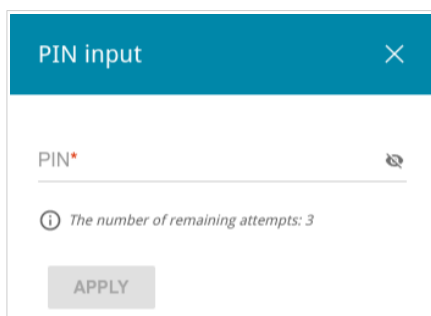 PIN input
PIN*
The number of remaining attempts: 3
APPLY